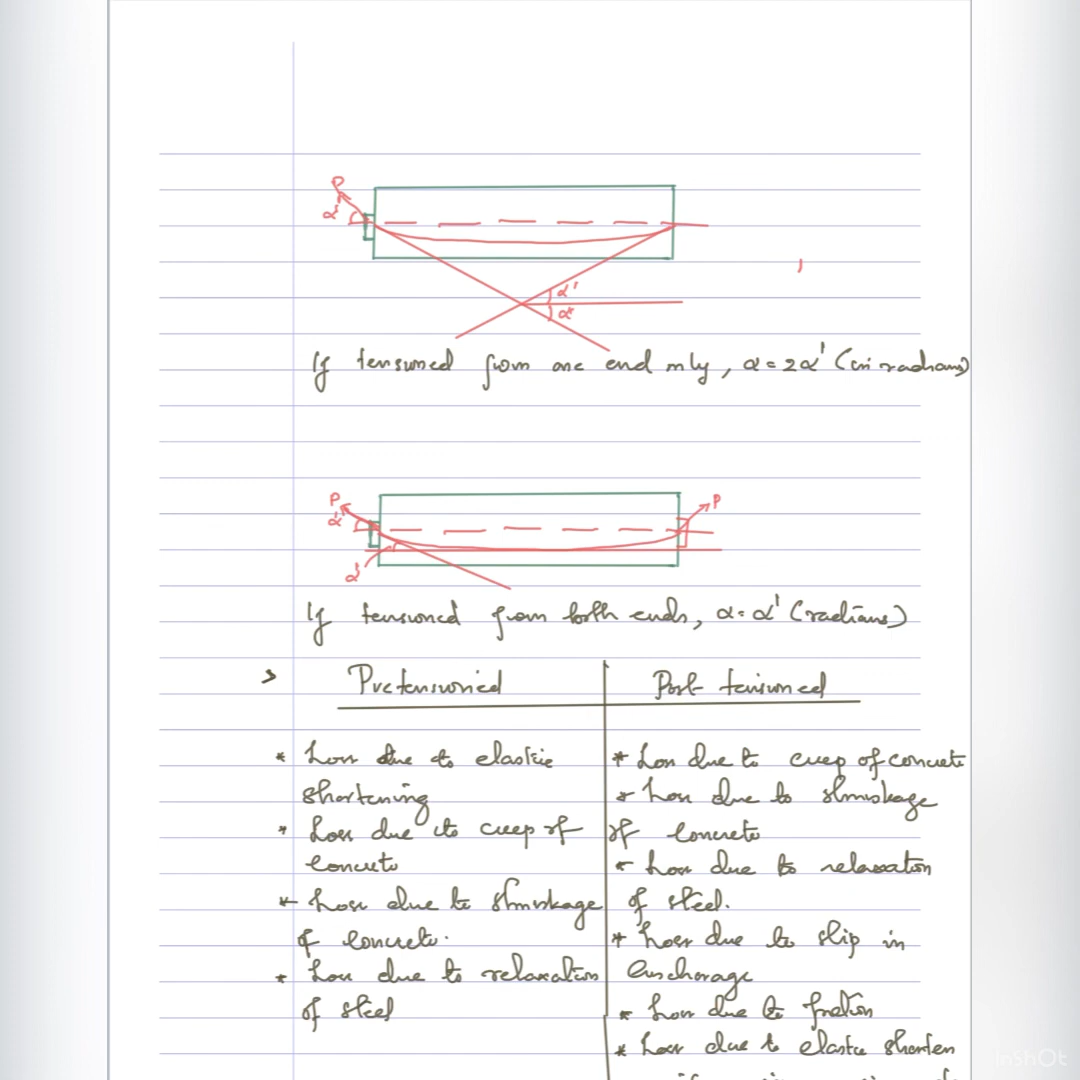 P
α'
α'
α'
If tensioned from one end only, α = 2α' (in radians)
P
α'
P
α'
If tensioned from both ends, α = α' (radians)
> Pretensioned
Post tensioned
* Loss due to elastic
shortening
* Loss due to creep of
concrete
* Loss due to shrinkage
of concrete.
* Loss due to relaxation
of steel
* Loss due to creep of concrete
* Loss due to shrinkage
of concrete
* Loss due to relaxation
of steel.
* Loss due to slip in
anchorage
* Loss due to friction
* Loss due to elastic shorten
InShOt